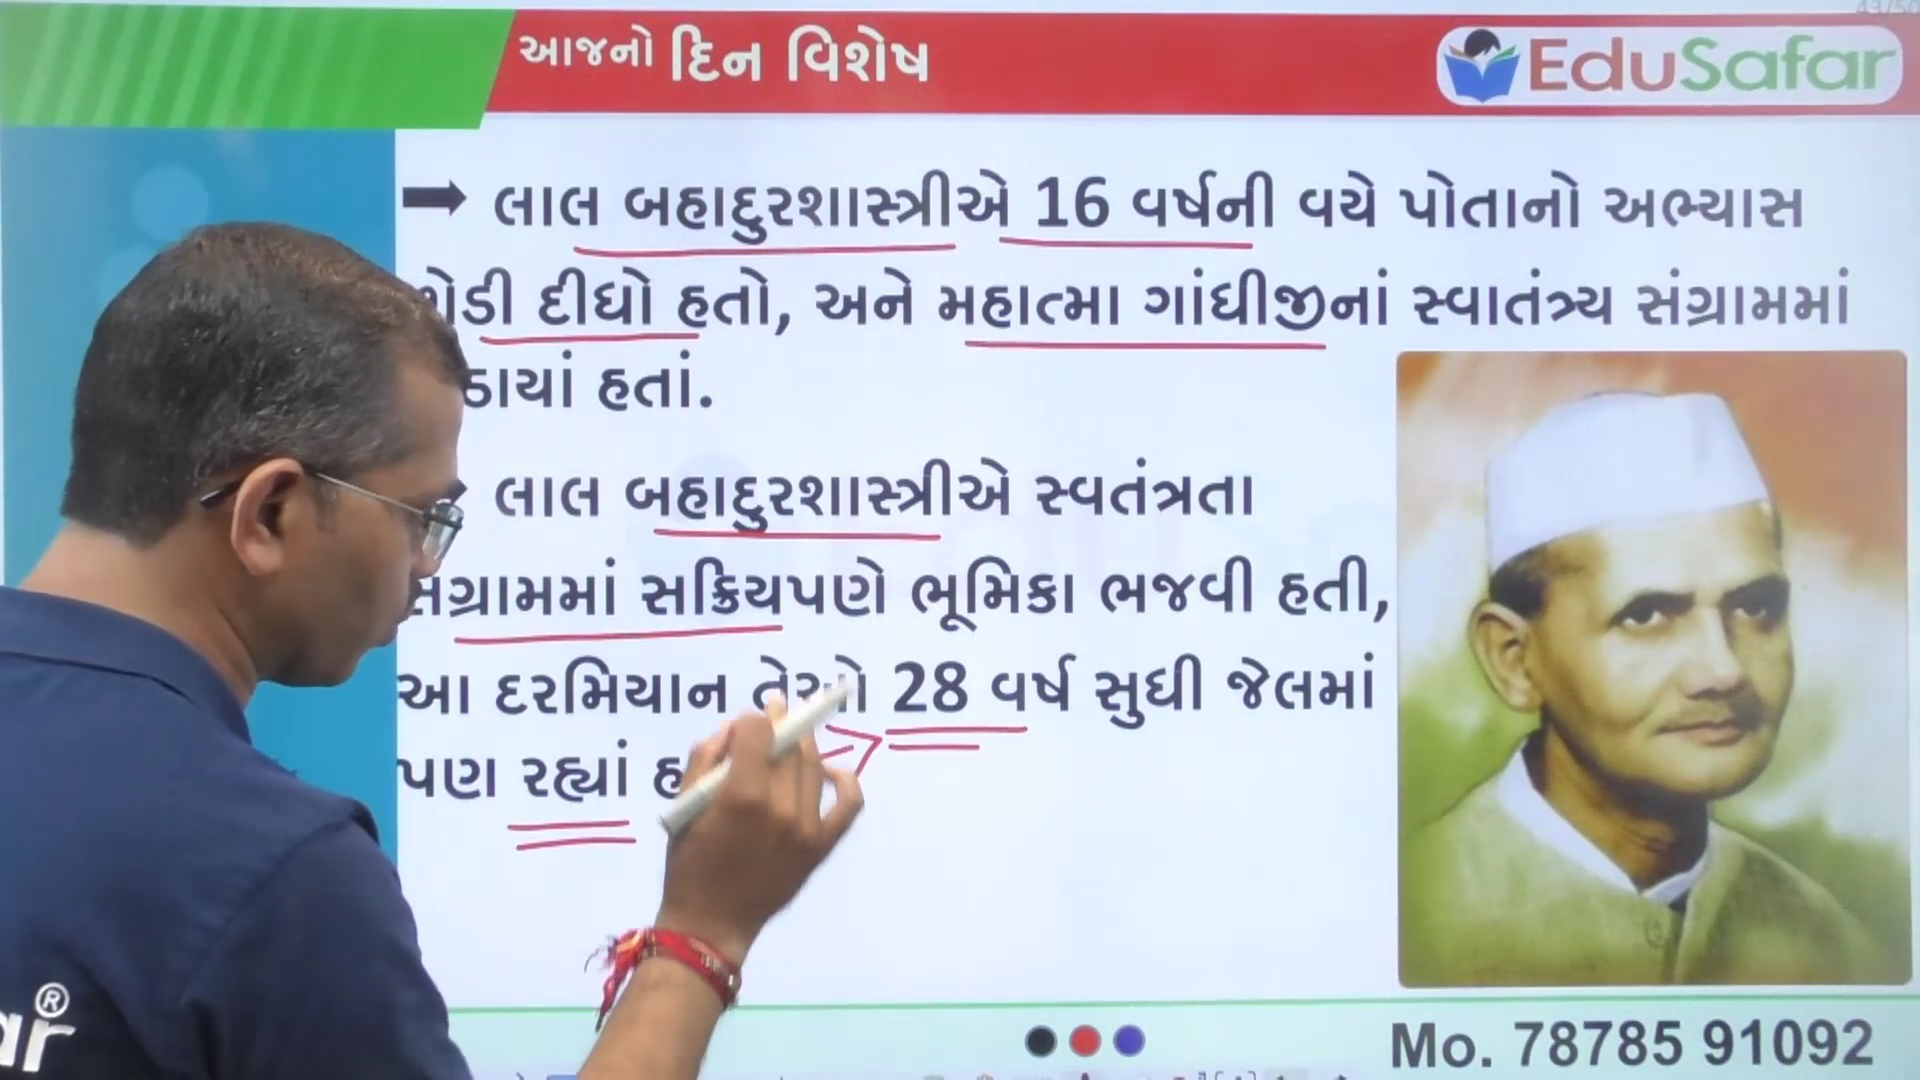 આજનો દિન વિશેષ
EduSafar
લાલ બહાદુરશાસ્ત્રીએ 16 વર્ષની વયે પોતાનો અભ્યાસ
દીધો હતો, અને મહાત્મા ગાંધીજીનાં સ્વાતંત્ર્ય સંગ્રામમાં
હતાં.
લાલ બહાદુરશાસ્ત્રીએ સ્વતંત્રતા
સંગ્રામમાં સક્રિયપણે ભૂમિકા ભજવી હતી,
આ દરમિયાન તેઓ 28 વર્ષ સુધી જેલમાં
પણ રહ્યાં
Mo. 78785 91092